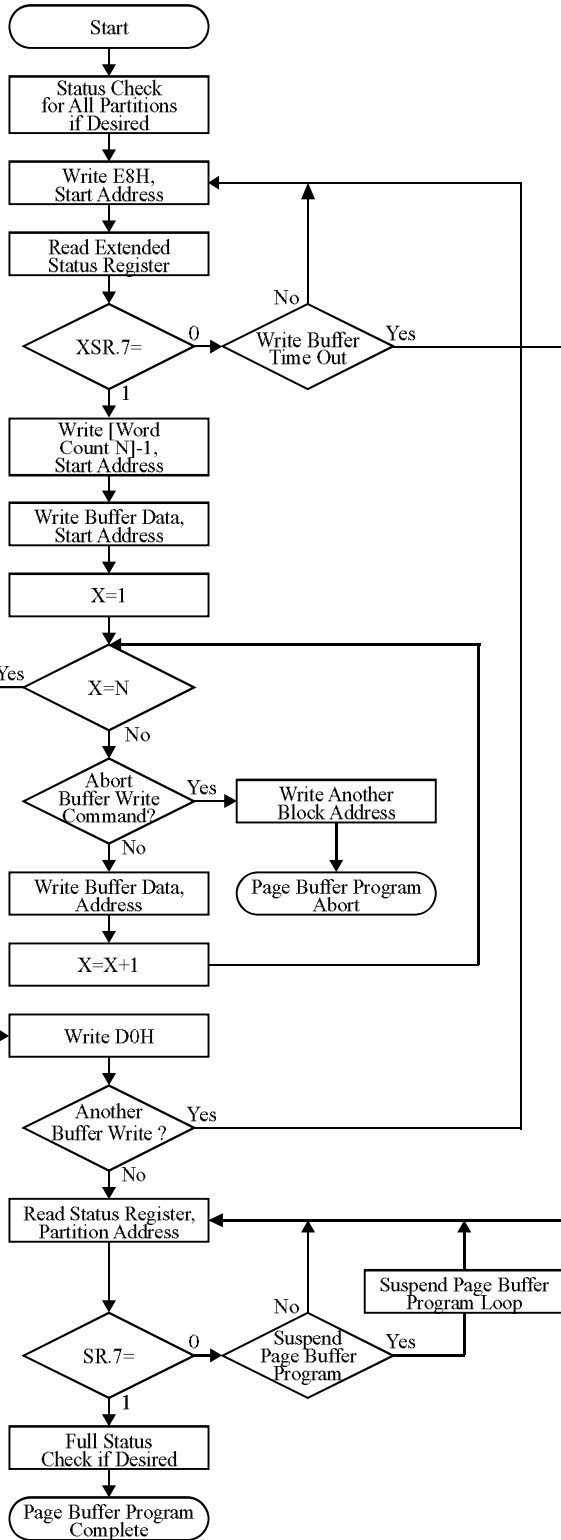 Start
Status Check
for All Partitions
if Desired
Write E8H,
Start Address
Read Extended
Status Register
No
XSR.7=
0
Write Buffer
Time Out
Yes
1
Write [Word
Count N]-1,
Start Address
Write Buffer Data,
Start Address
X=1
Yes
X=N
No
Abort
Buffer Write
Command?
Yes
Write Another
Block Address
No
Write Buffer Data,
Address
Page Buffer Program
Abort
X=X+1
Write D0H
Another
Buffer Write ?
Yes
No
Read Status Register,
Partition Address
Suspend Page Buffer
Program Loop
No
SR.7=
0
Suspend
Page Buffer
Program
Yes
1
Full Status
Check if Desired
Page Buffer Program
Complete